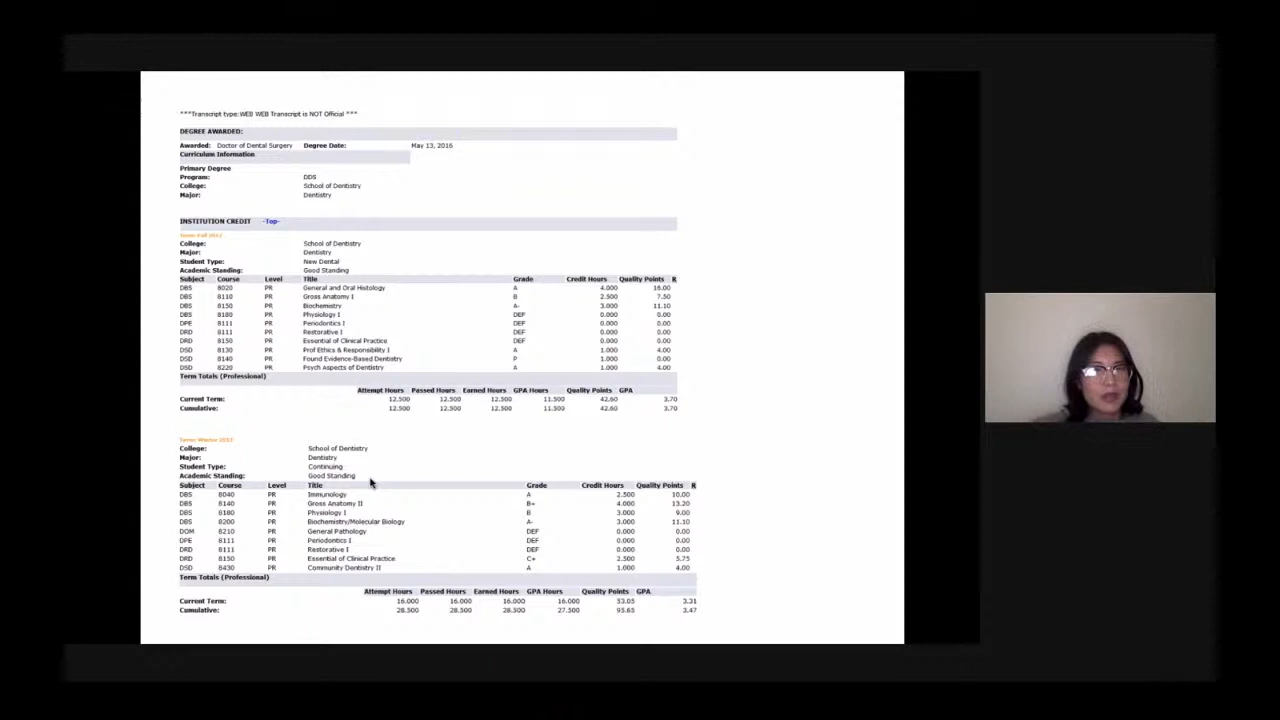 ***Transcript type:WEB WEB Transcript is NOT Official ***
DEGREE AWARDED:
Awarded: Doctor of Dental Surgery Degree Date: May 13, 2016
Curriculum Information
Primary Degree
Program: DDS
College: School of Dentistry
Major: Dentistry
INSTITUTION CREDIT -Top-
Term: Fall 2012
College: School of Dentistry
Major: Dentistry
Student Type: New Dental
Academic Standing: Good Standing
Subject Course Level Title Grade Credit Hours Quality Points R
DBS 8020 PR General and Oral Histology A 4.000 16.00
DBS 8110 PR Gross Anatomy I B 2.500 7.50
DBS 8150 PR Biochemistry A- 3.000 11.10
DBS 8180 PR Physiology I DEF 0.000 0.00
DPE 8111 PR Periodontics I DEF 0.000 0.00
DRD 8111 PR Restorative I DEF 0.000 0.00
DRD 8150 PR Essential of Clinical Practice DEF 0.000 0.00
DSD 8130 PR Prof Ethics & Responsibility I A 1.000 4.00
DSD 8140 PR Found Evidence-Based Dentistry P 1.000 0.00
DSD 8220 PR Psych Aspects of Dentistry A 1.000 4.00
Term Totals (Professional)
Attempt Hours Passed Hours Earned Hours GPA Hours Quality Points GPA
Current Term: 12.500 12.500 12.500 11.500 42.60 3.70
Cumulative: 12.500 12.500 12.500 11.500 42.60 3.70
Term: Winter 2013
College: School of Dentistry
Major: Dentistry
Student Type: Continuing
Academic Standing: Good Standing
Subject Course Level Title Grade Credit Hours Quality Points R
DBS 8040 PR Immunology A 2.500 10.00
DBS 8140 PR Gross Anatomy II B+ 4.000 13.20
DBS 8180 PR Physiology I B 3.000 9.00
DBS 8200 PR Biochemistry/Molecular Biology A- 3.000 11.10
DOM 8210 PR General Pathology DEF 0.000 0.00
DPE 8111 PR Periodontics I DEF 0.000 0.00
DRD 8111 PR Restorative I DEF 0.000 0.00
DRD 8150 PR Essential of Clinical Practice C+ 2.500 5.75
DSD 8430 PR Community Dentistry II A 1.000 4.00
Term Totals (Professional)
Attempt Hours Passed Hours Earned Hours GPA Hours Quality Points GPA
Current Term: 16.000 16.000 16.000 16.000 53.05 3.31
Cumulative: 28.500 28.500 28.500 27.500 95.65 3.47